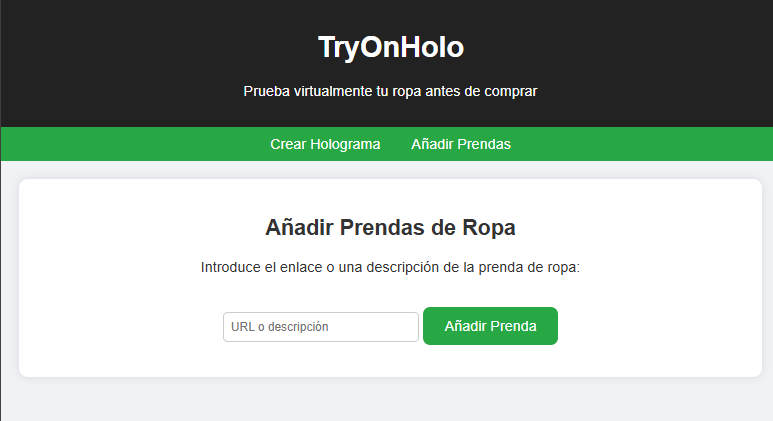 TryOnHolo
Prueba virtualmente tu ropa antes de comprar
Crear Holograma Añadir Prendas
Añadir Prendas de Ropa
Introduce el enlace o una descripción de la prenda de ropa:
URL o descripción Añadir Prenda